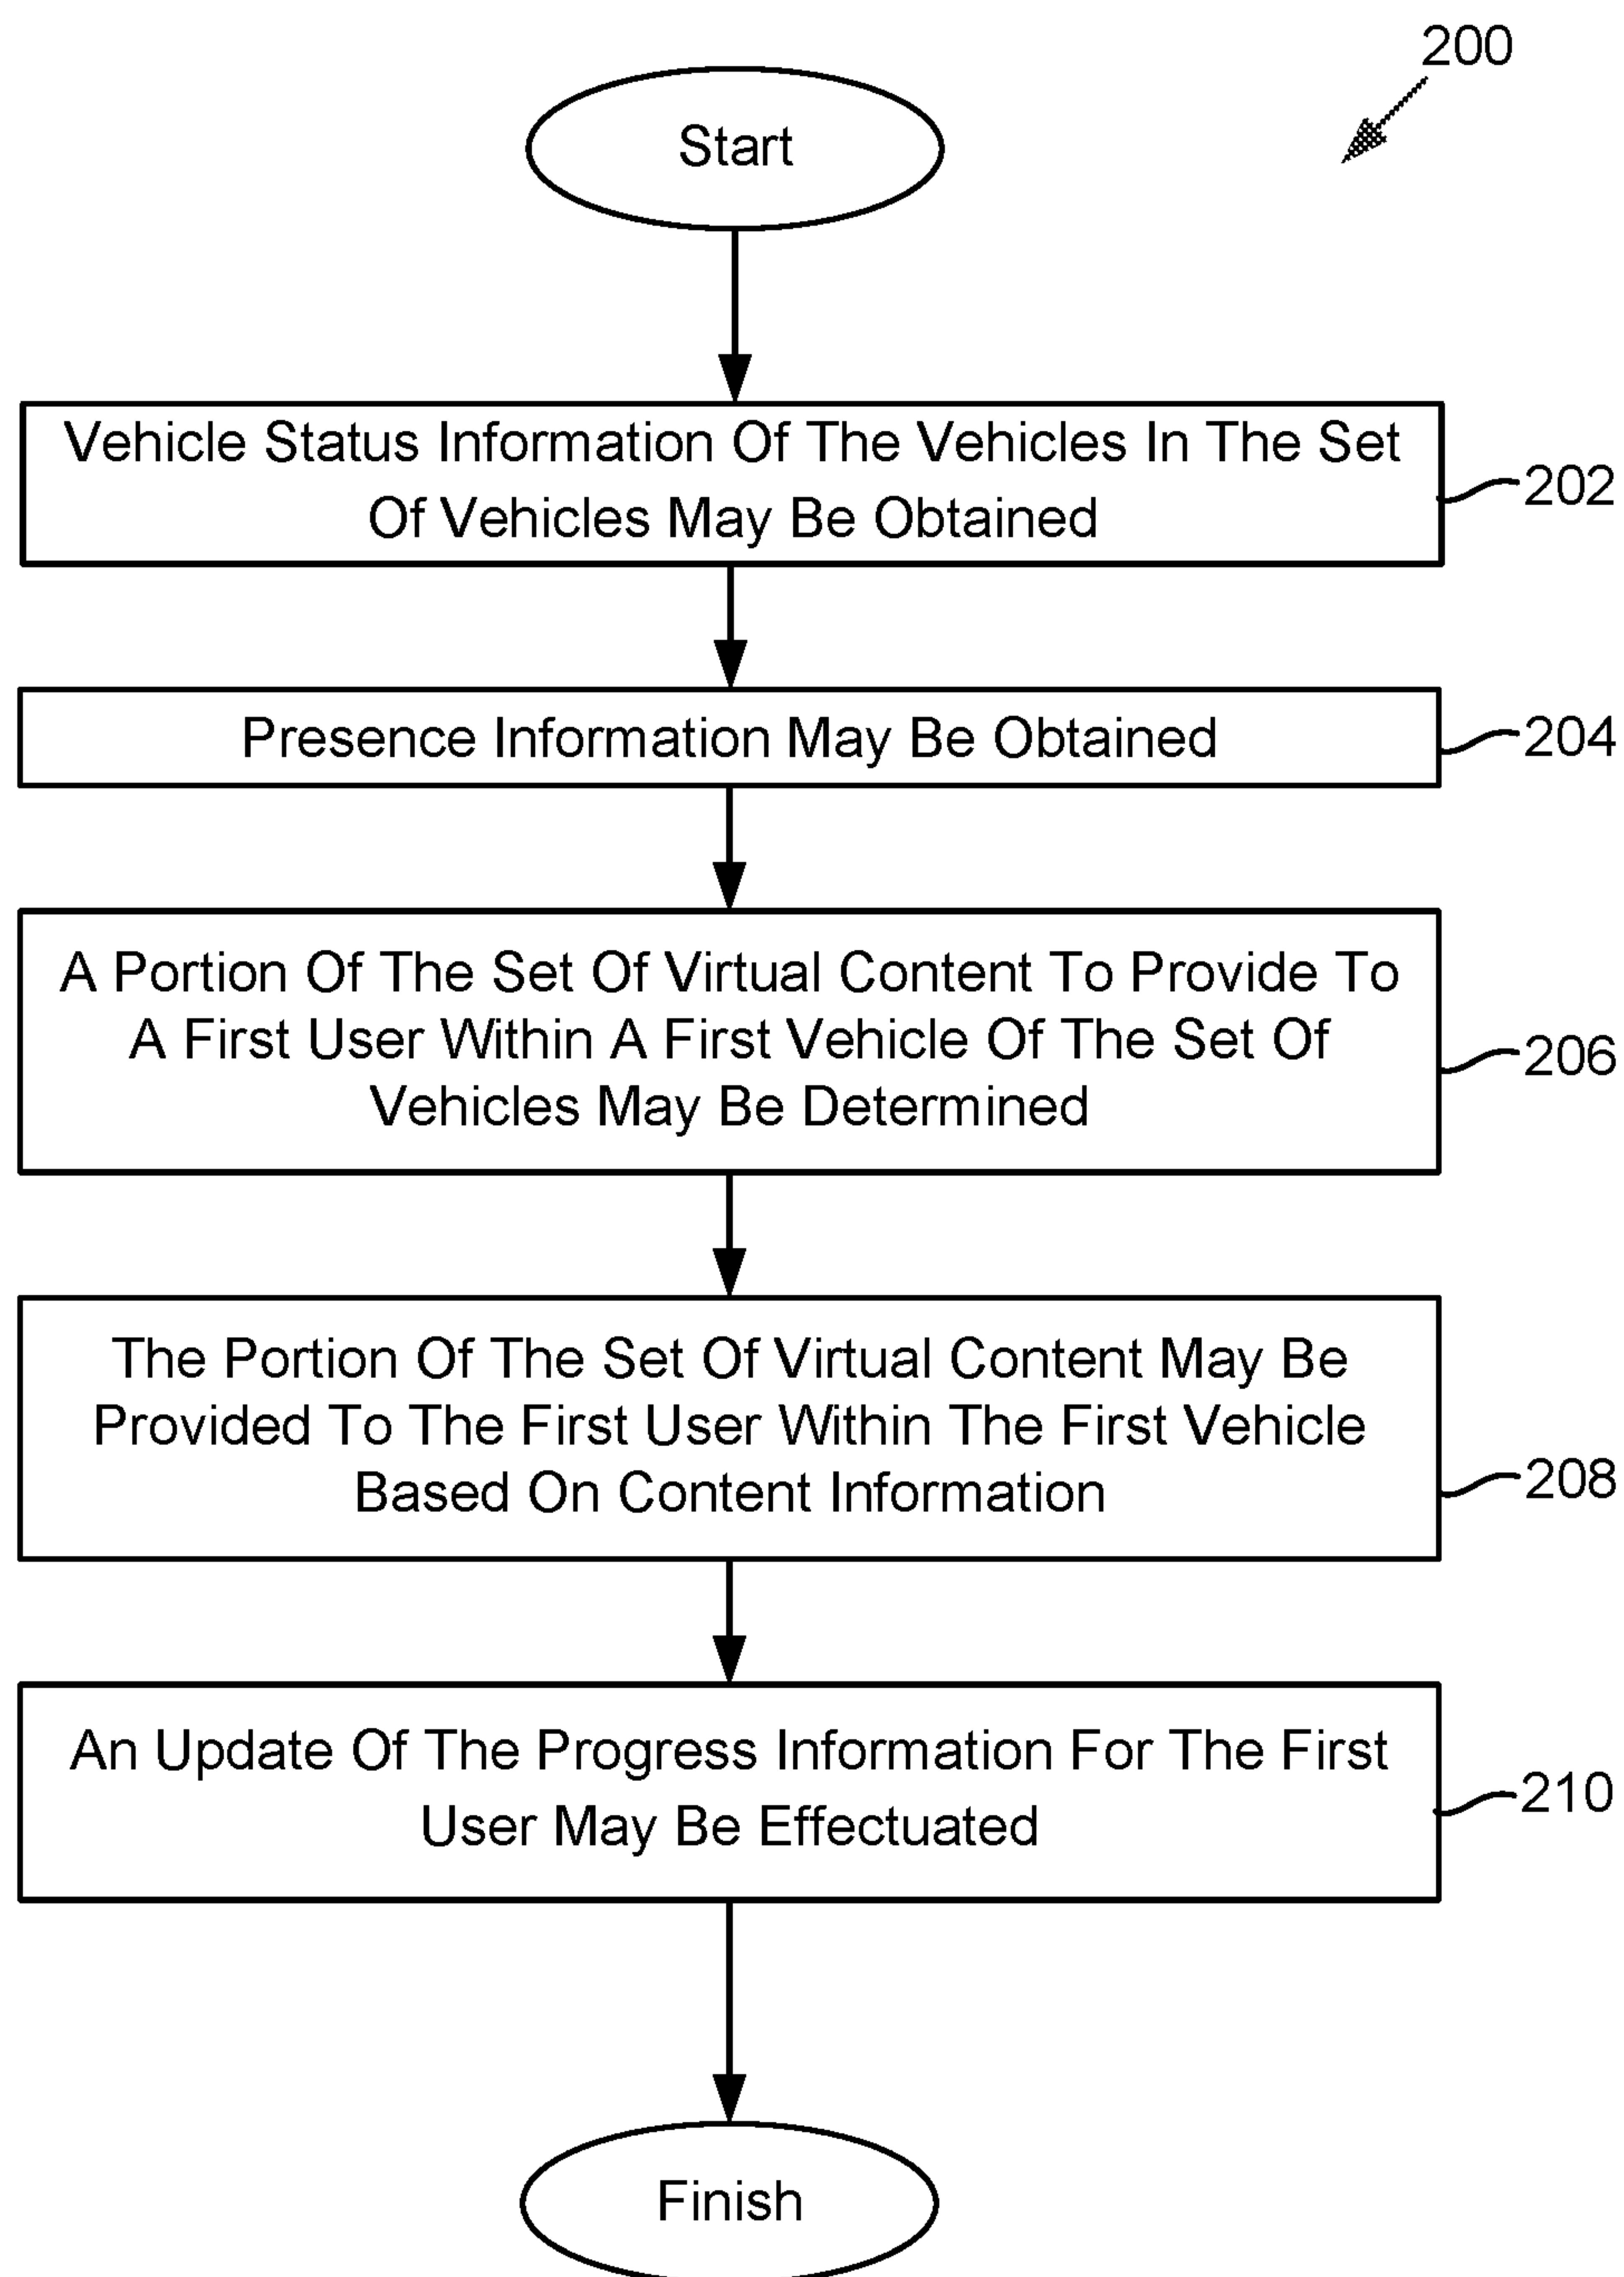 200
Start
Vehicle Status Information Of The Vehicles In The Set
Of Vehicles May Be Obtained
202
Presence Information May Be Obtained
204
A Portion Of The Set Of Virtual Content To Provide To
A First User Within A First Vehicle Of The Set Of
Vehicles May Be Determined
206
The Portion Of The Set Of Virtual Content May Be
Provided To The First User Within The First Vehicle
Based On Content Information
208
An Update Of The Progress Information For The First
User May Be Effectuated
210
Finish